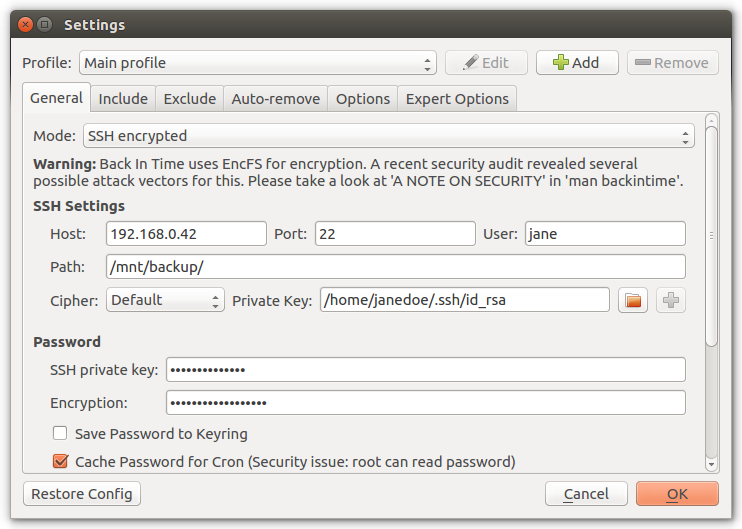 Settings
Profile: Main profile Edit Add Remove
General Include Exclude Auto-remove Options Expert Options
Mode: SSH encrypted
Warning: Back In Time uses EncFS for encryption. A recent security audit revealed several
possible attack vectors for this. Please take a look at 'A NOTE ON SECURITY' in 'man backintime'.
SSH Settings
Host: 192.168.0.42 Port: 22 User: jane
Path: /mnt/backup/
Cipher: Default Private Key: /home/janedoe/.ssh/id_rsa
Password
SSH private key: ••••••••••••••
Encryption: ••••••••••••••••••
Save Password to Keyring
Cache Password for Cron (Security issue: root can read password)
Restore Config Cancel OK